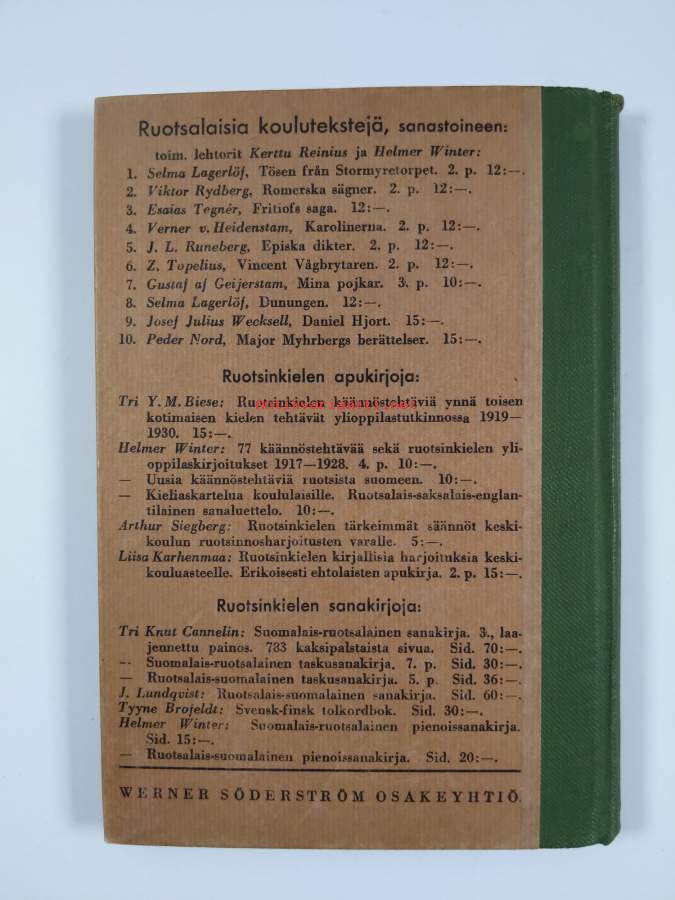 Ruotsalaisia koulutekstejä, sanastoineen:
toim. lehtorit Kerttu Reinius ja Helmer Winter:
1. Selma Lagerlöf, Tösen från Stormyretorpet. 2. p. 12:—.
2. Viktor Rydberg, Romerska sägner. 2. p. 12:—.
3. Esaias Tegnér, Fritiofs saga. 12:—.
4. Verner v. Heidenstam, Karolinerna. 2. p. 12:—.
5. J. L. Runeberg, Episka dikter. 2. p. 12:—.
6. Z. Topelius, Vincent Vågbrytaren. 2. p. 12:—.
7. Gustaf af Geijerstam, Mina pojkar. 3. p. 10:—.
8. Selma Lagerlöf, Dunungen. 12:—.
9. Josef Julius Wecksell, Daniel Hjort. 15:—.
10. Peder Nord, Major Myhrbergs berättelser. 15:—.
Ruotsinkielen apukirjoja:
Tri Y. M. Biese: Ruotsinkielen käännöstehtäviä ynnä toisen
kotimaisen kielen tehtävät ylioppilastutkinnossa 1919—
1930. 15:—.
Helmer Winter: 77 käännöstehtävää sekä ruotsinkielen yli-
oppilaskirjoitukset 1917—1928. 4. p. 10:—.
— Uusia käännöstehtäviä ruotsista suomeen. 10:—.
— Kieliaskartelua koululaisille. Ruotsalais-saksalais-englan-
tilainen sanaluettelo. 10:—.
Arthur Siegberg: Ruotsinkielen tärkeimmät säännöt keski-
koulun ruotsinnosharjoitusten varalle. 5:—.
Liisa Karhenmaa: Ruotsinkielen kirjallisia harjoituksia keski-
kouluasteelle. Erikoisesti ehtolaisten apukirja. 2. p. 15:—.
Ruotsinkielen sanakirjoja:
Tri Knut Cannelin: Suomalais-ruotsalainen sanakirja. 3., laa-
jennettu painos. 783 kaksipalstaista sivua. Sid. 70:—.
— Suomalais-ruotsalainen taskusanakirja. 7. p. Sid. 30:—.
— Ruotsalais-suomalainen taskusanakirja. 5. p. Sid. 36:—.
J. Lundqvist: Ruotsalais-suomalainen sanakirja. Sid. 60:—.
Tyyne Brofeldt: Svensk-finsk tolkordbok. Sid. 30:—.
Helmer Winter: Suomalais-ruotsalainen pienoissanakirja.
Sid. 15:—.
— Ruotsalais-suomalainen pienoissanakirja. Sid. 20:—.
WERNER SÖDERSTRÖM OSAKEYHTIÖ.